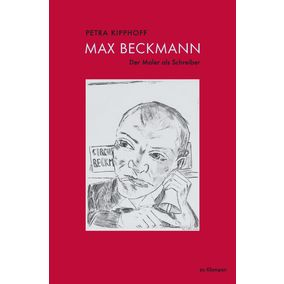 PETRA KIPPHOFF
MAX BECKMANN
Der Maler als Schreiber
CIRCUS
BECKM
zu Klampen